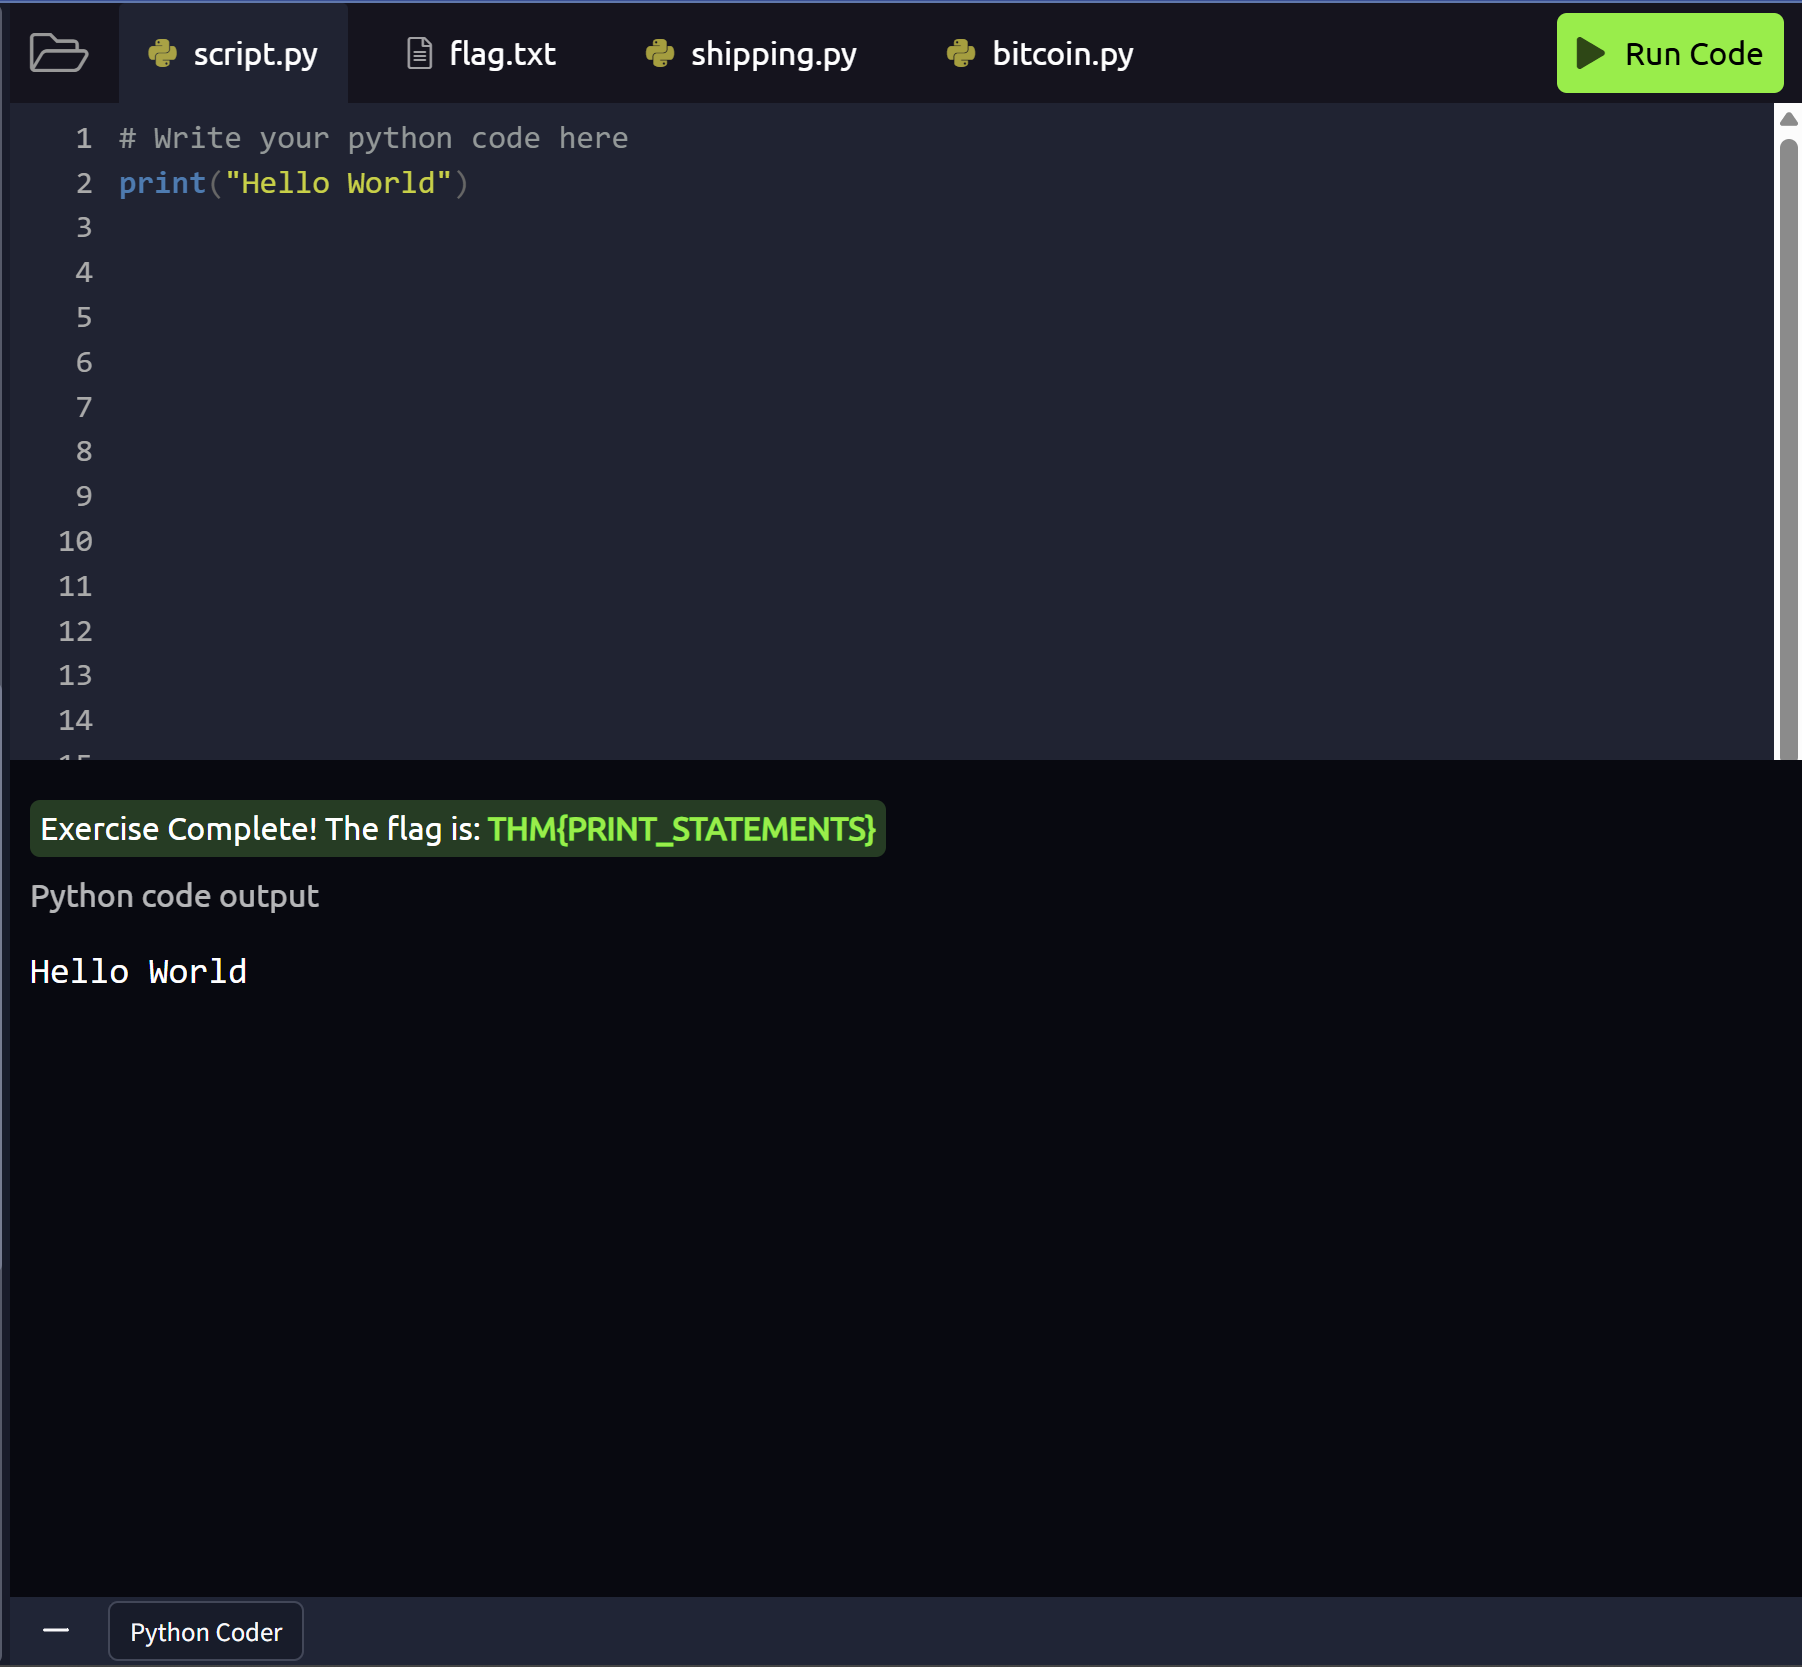 script.py flag.txt shipping.py bitcoin.py Run Code
1 # Write your python code here
2 print("Hello World")
3
4
5
6
7
8
9
10
11
12
13
14
15
Exercise Complete! The flag is: THM{PRINT_STATEMENTS}
Python code output
Hello World
Python Coder